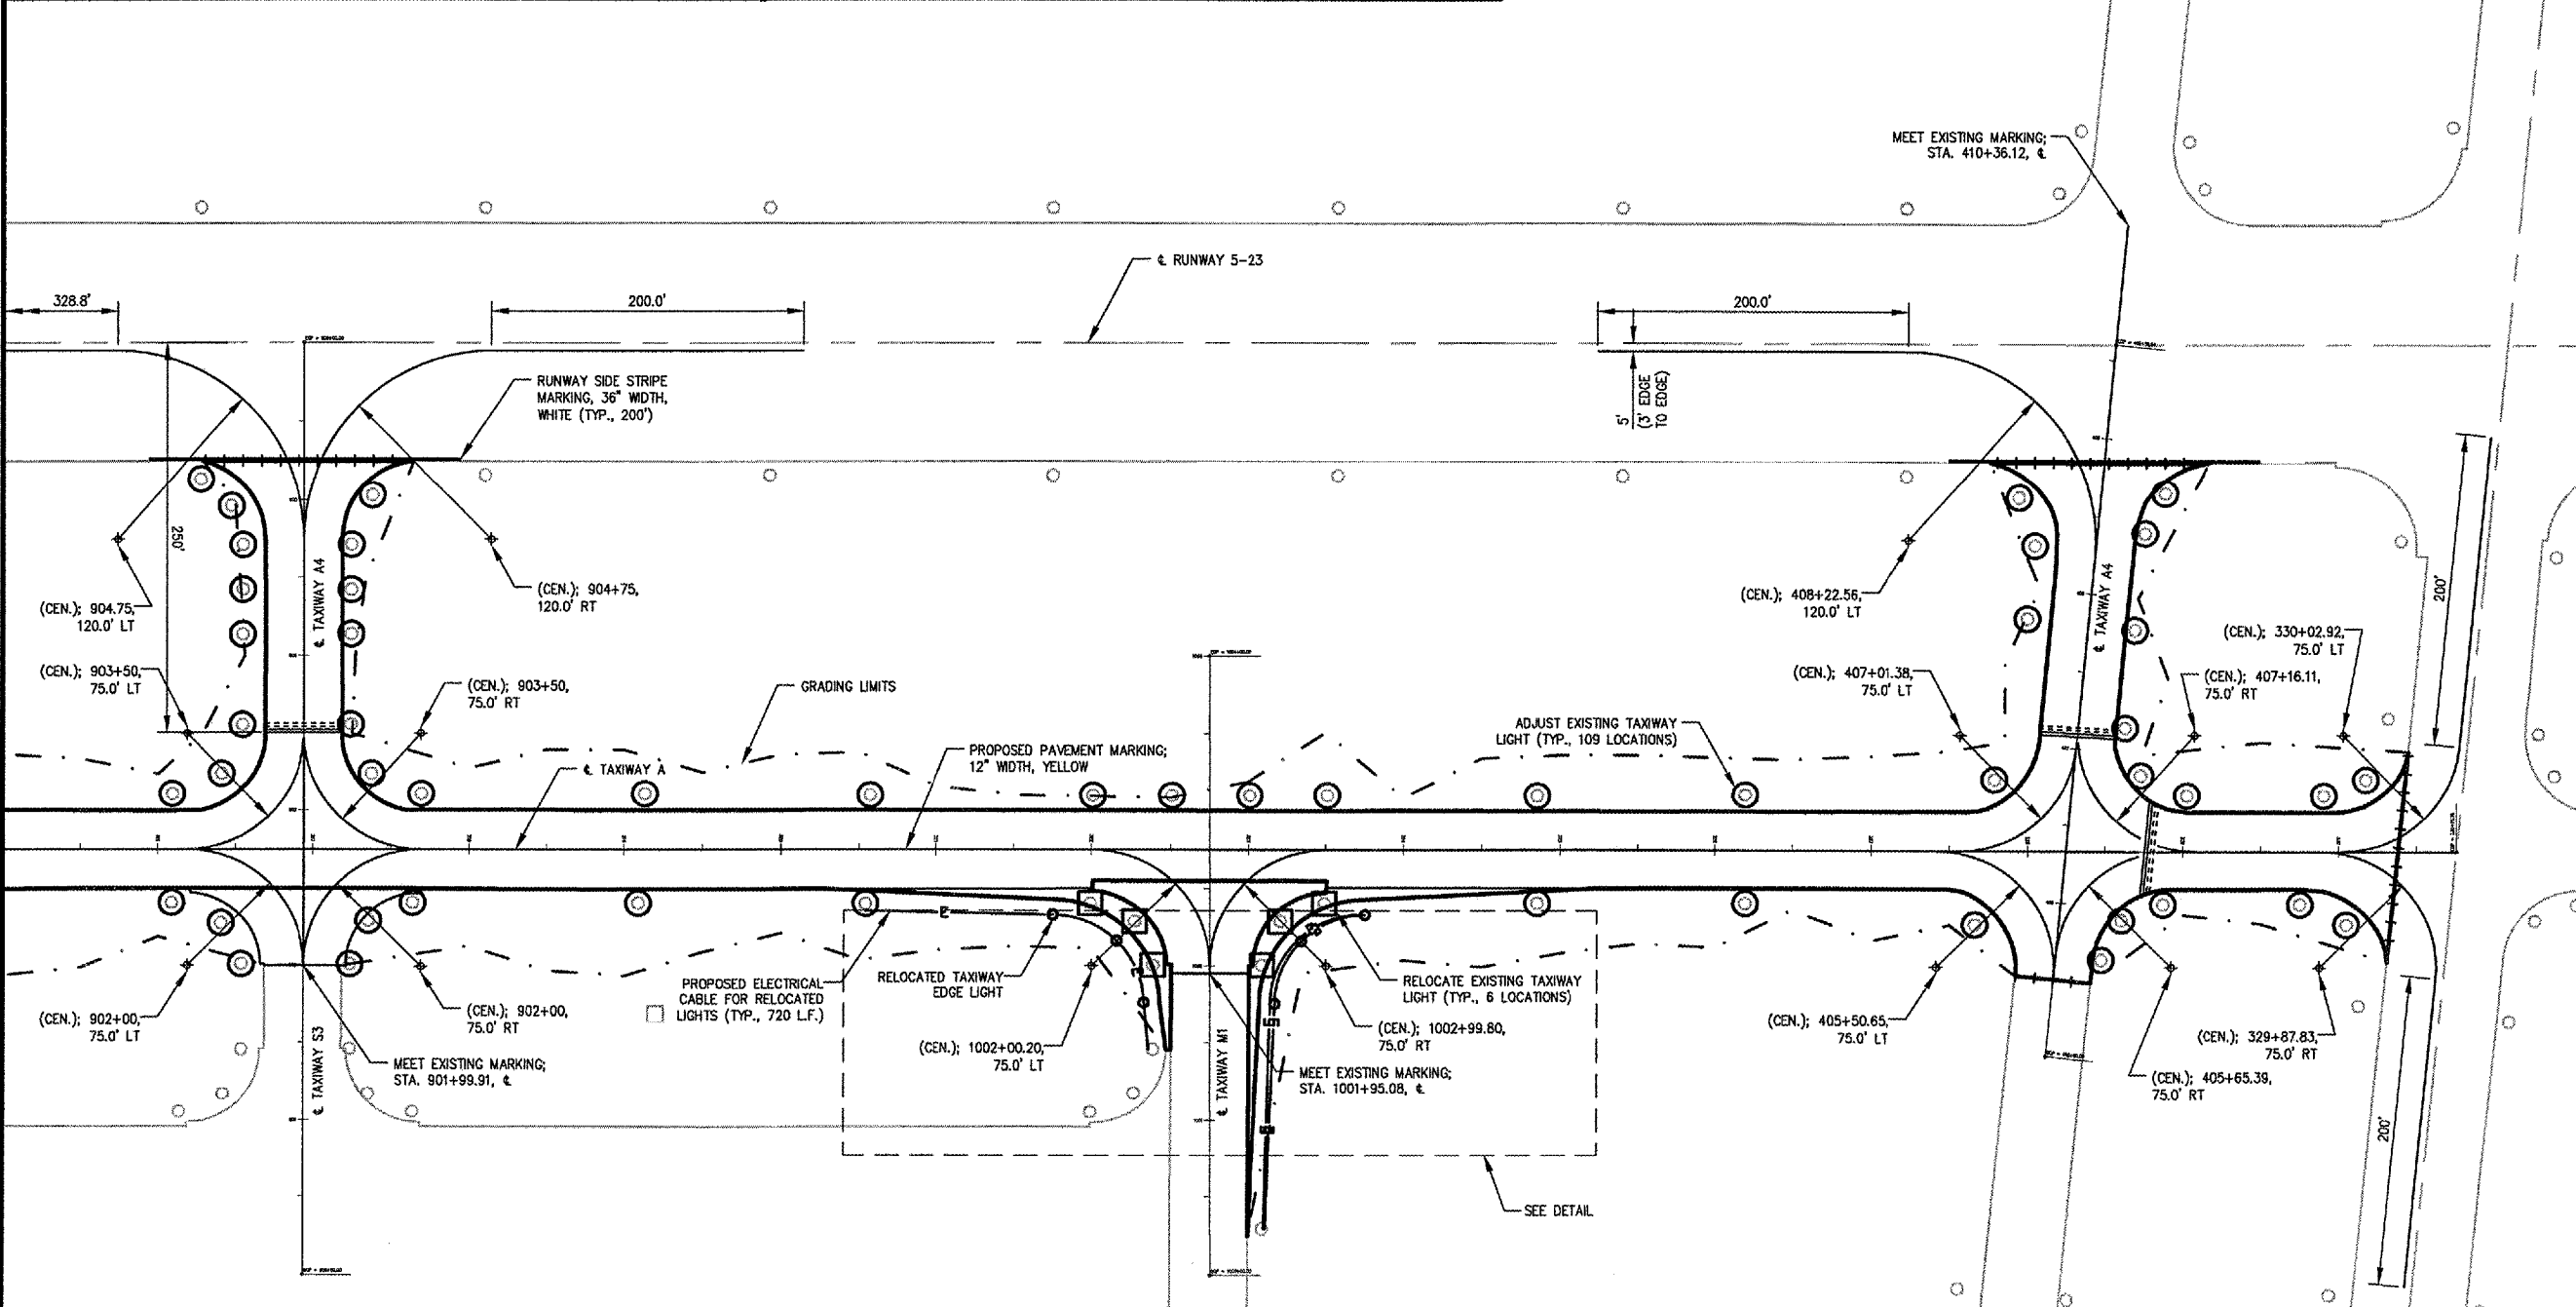 MEET EXISTING MARKING;
STA. 410+36.12, ℄
℄ RUNWAY 5-23
328.8'
200.0'
200.0'
RUNWAY SIDE STRIPE
MARKING, 36" WIDTH,
WHITE (TYP., 200')
5'
(3' EDGE
TO EDGE)
250'
℄ TAXIWAY A4
(CEN.); 904.75,
120.0' LT
(CEN.); 904+75,
120.0' RT
(CEN.); 408+22.56,
120.0' LT
℄ TAXIWAY A4
200'
(CEN.); 330+02.92,
75.0' LT
(CEN.); 903+50,
75.0' LT
(CEN.); 903+50,
75.0' RT
GRADING LIMITS
(CEN.); 407+01.38,
75.0' LT
(CEN.); 407+16.11,
75.0' RT
ADJUST EXISTING TAXIWAY
LIGHT (TYP., 109 LOCATIONS)
PROPOSED PAVEMENT MARKING;
12" WIDTH, YELLOW
℄ TAXIWAY A
PROPOSED ELECTRICAL
CABLE FOR RELOCATED
LIGHTS (TYP., 720 L.F.)
RELOCATED TAXIWAY
EDGE LIGHT
RELOCATE EXISTING TAXIWAY
LIGHT (TYP., 6 LOCATIONS)
(CEN.); 902+00,
75.0' LT
(CEN.); 902+00,
75.0' RT
(CEN.); 1002+00.20,
75.0' LT
(CEN.); 1002+99.80,
75.0' RT
(CEN.); 405+50.65,
75.0' LT
(CEN.); 329+87.83,
75.0' RT
℄ TAXIWAY S3
MEET EXISTING MARKING;
STA. 901+99.91, ℄
℄ TAXIWAY M1
MEET EXISTING MARKING;
STA. 1001+95.08, ℄
(CEN.); 405+65.39,
75.0' RT
200'
SEE DETAIL